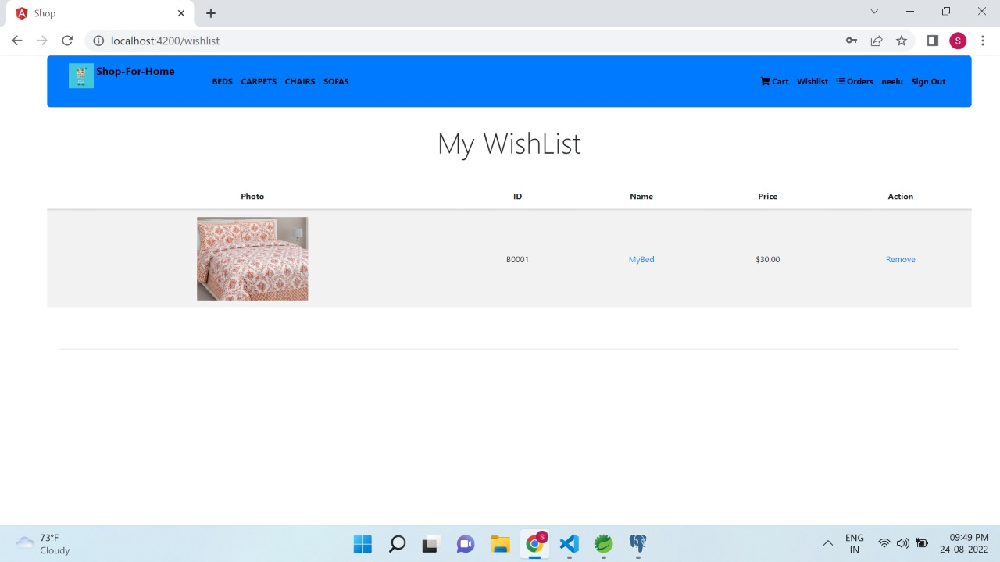 Shop
localhost:4200/wishlist
S
Shop-For-Home
BEDS CARPETS CHAIRS SOFAS
Cart Wishlist Orders neelu Sign Out
My WishList
Photo ID Name Price Action
B0001 MyBed $30.00 Remove
73°F
Cloudy
S
ENG
IN
09:49 PM
24-08-2022